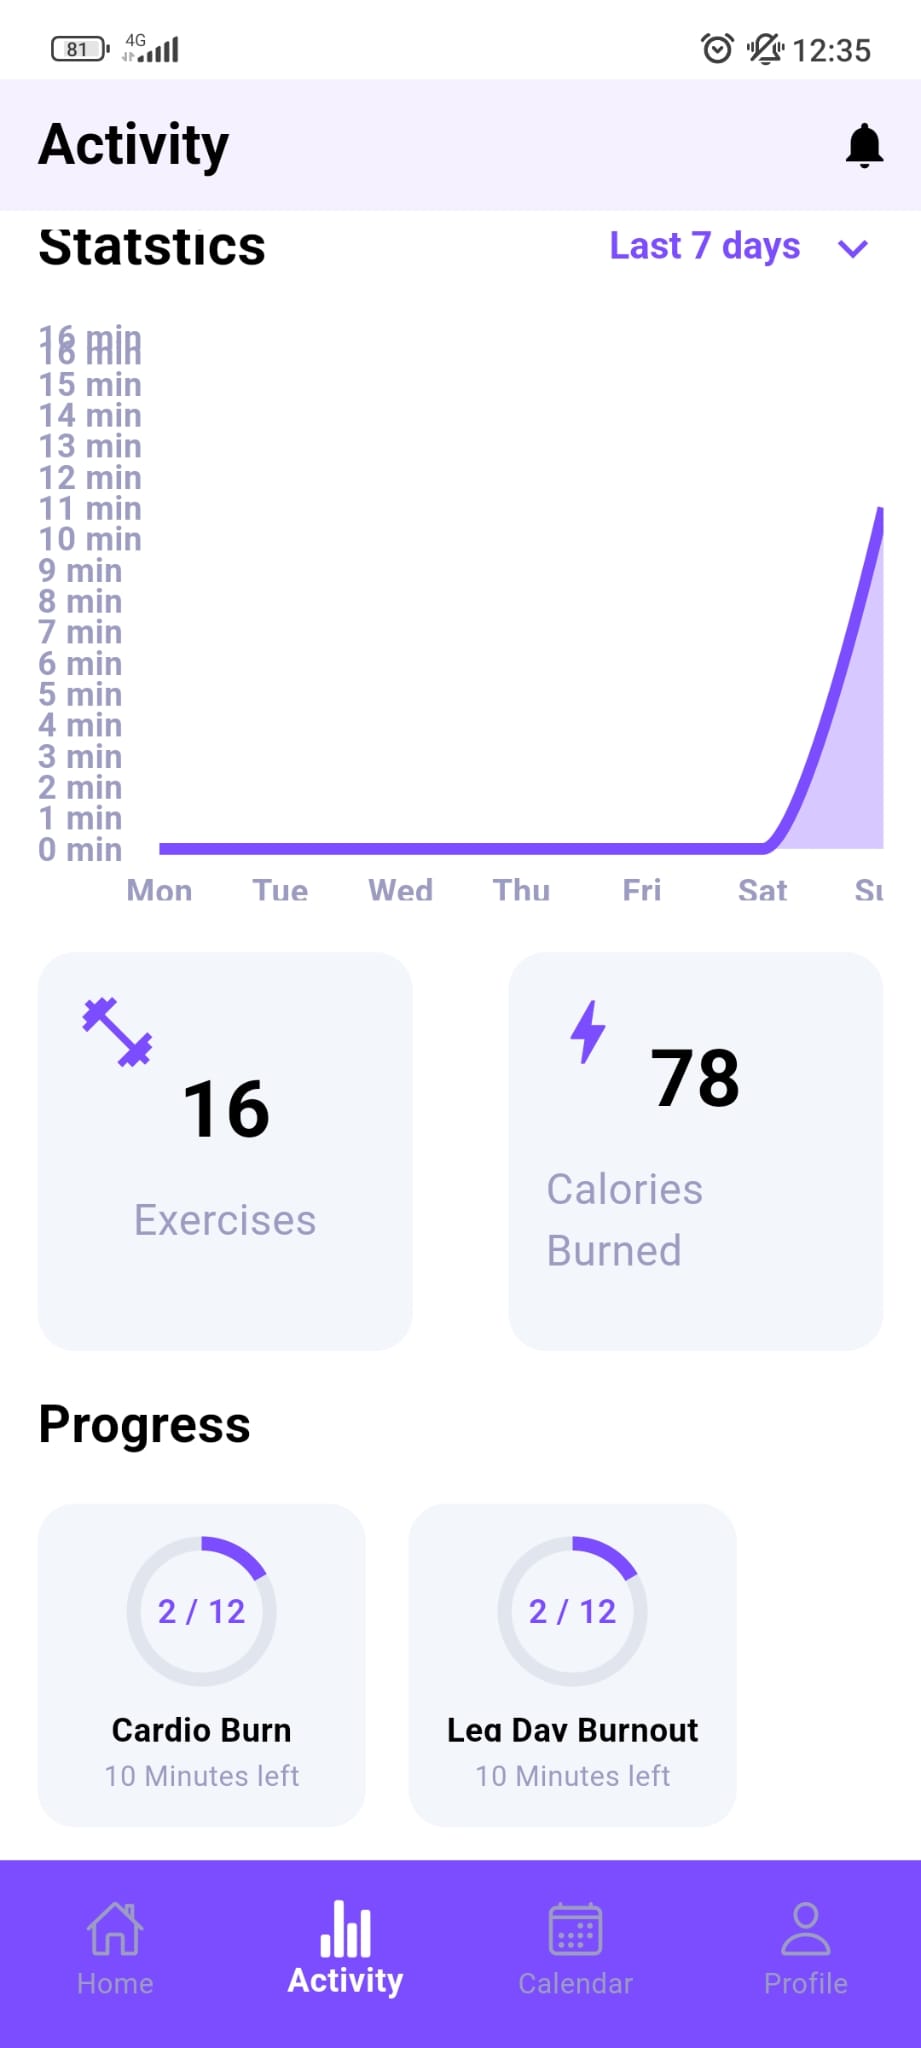 81 4G 12:35
Activity
Statstics Last 7 days
16 min
16 min
15 min
14 min
13 min
12 min
11 min
10 min
9 min
8 min
7 min
6 min
5 min
4 min
3 min
2 min
1 min
0 min
Mon Tue Wed Thu Fri Sat Su
16 78
Exercises Calories
Burned
Progress
2 / 12 2 / 12
Cardio Burn Leg Day Burnout
10 Minutes left 10 Minutes left
Home Activity Calendar Profile